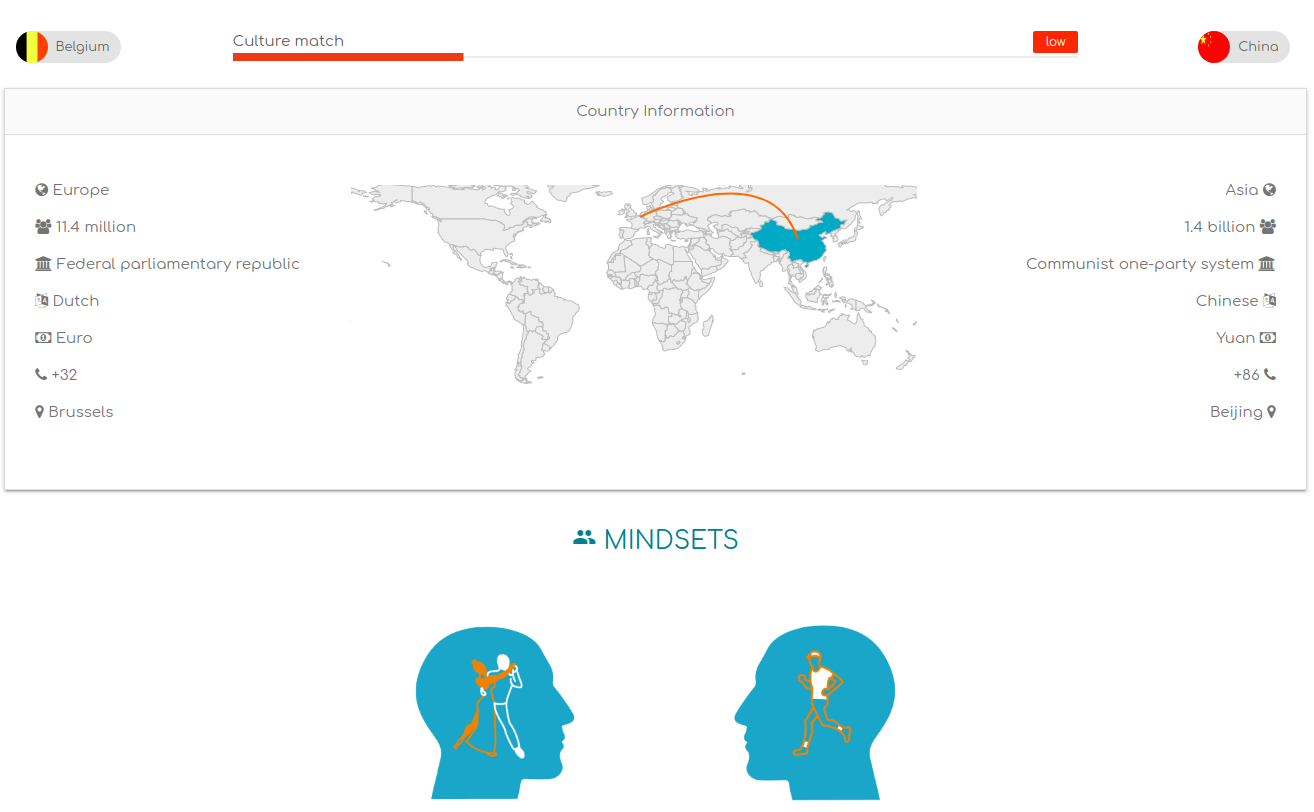 Belgium
Culture match
low
China
Country Information
Europe
Asia
11.4 million
1.4 billion
Federal parliamentary republic
Communist one-party system
Dutch
Chinese
Euro
Yuan
+32
+86
Brussels
Beijing
MINDSETS